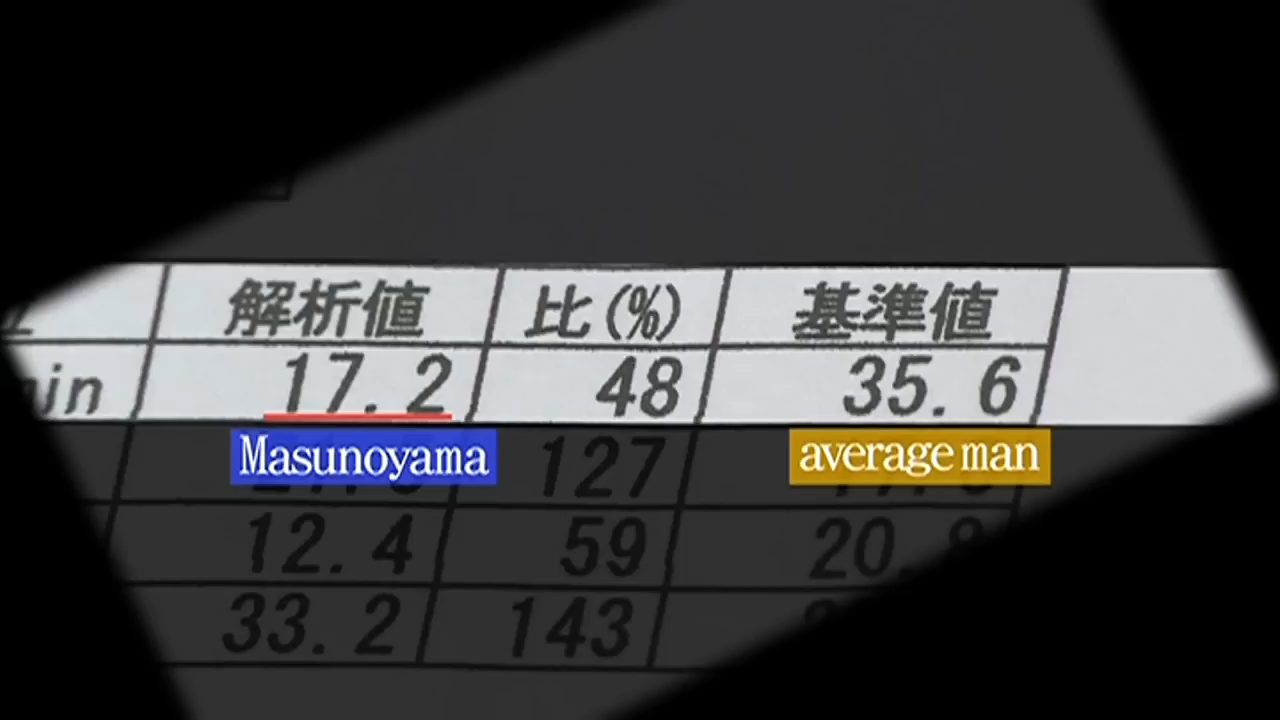 解析値 比(%) 基準値
in 17.2 48 35.6
Masunoyama average man
127
12.4 59 20.
33.2 143